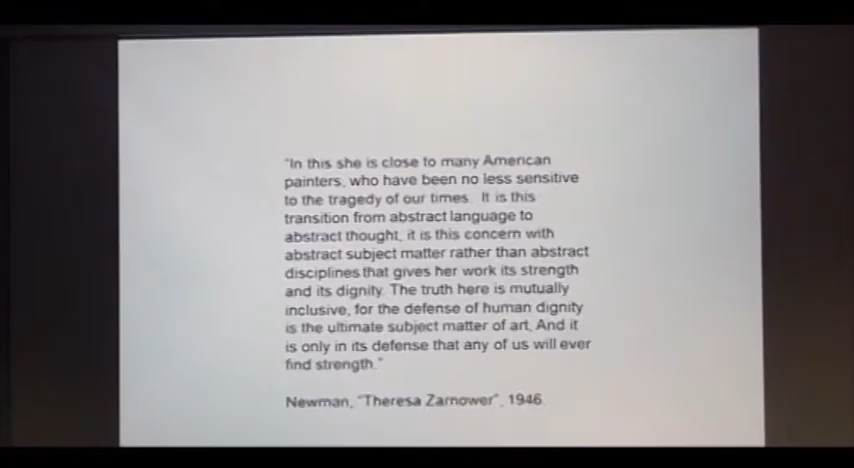 "In this she is close to many American
painters, who have been no less sensitive
to the tragedy of our times. It is this
transition from abstract language to
abstract thought, it is this concern with
abstract subject matter rather than abstract
disciplines that gives her work its strength
and its dignity. The truth here is mutually
inclusive, for the defense of human dignity
is the ultimate subject matter of art. And it
is only in its defense that any of us will ever
find strength."
Newman, "Theresa Zarnower", 1946.